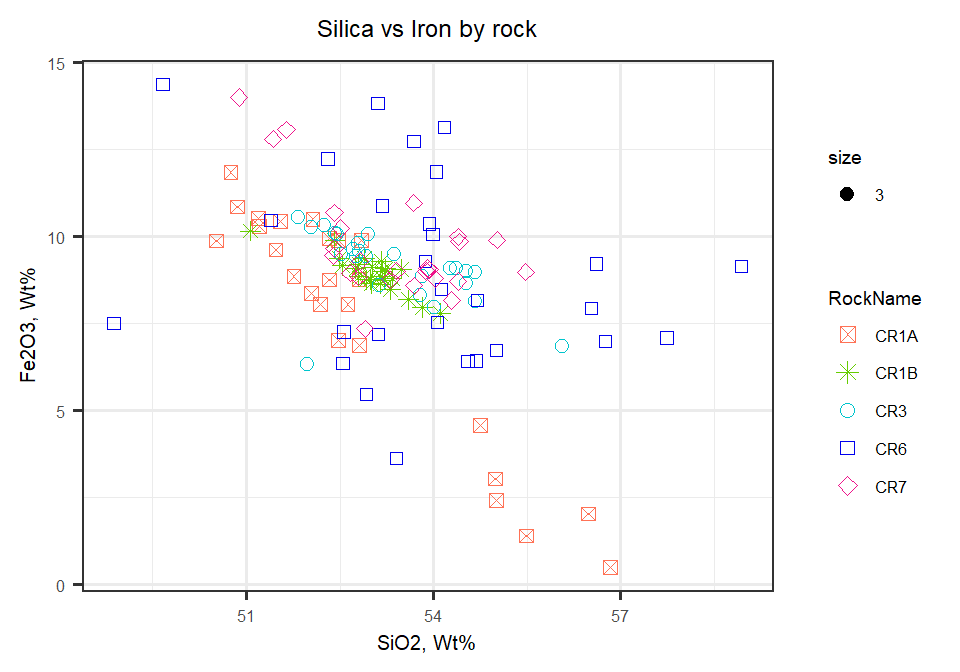 Silica vs Iron by rock
Fe2O3, Wt%
15
10
5
0
51
54
57
SiO2, Wt%
size
3
RockName
CR1A
CR1B
CR3
CR6
CR7